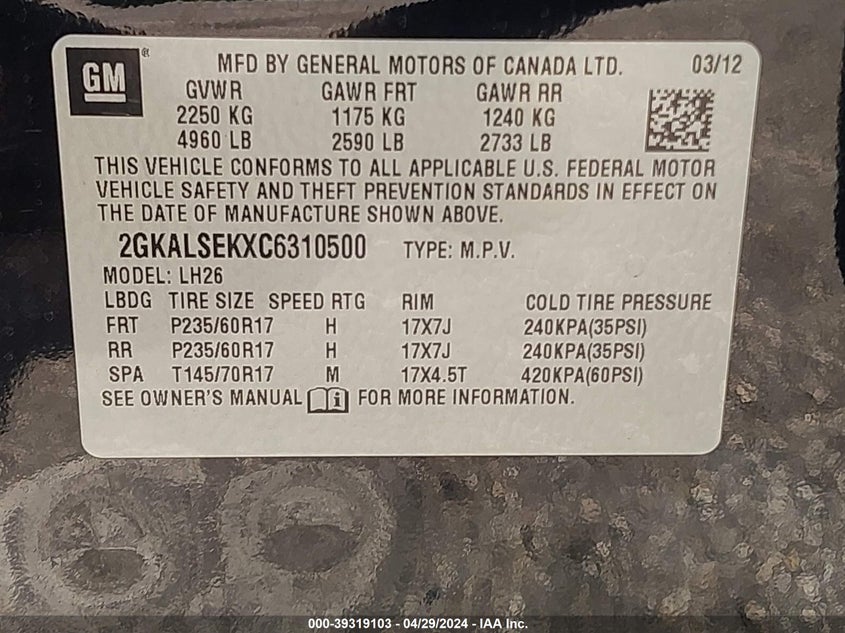 GM ® MFD BY GENERAL MOTORS OF CANADA LTD. 03/12
GVWR GAWR FRT GAWR RR
2250 KG 1175 KG 1240 KG
4960 LB 2590 LB 2733 LB
THIS VEHICLE CONFORMS TO ALL APPLICABLE U.S. FEDERAL MOTOR
VEHICLE SAFETY AND THEFT PREVENTION STANDARDS IN EFFECT ON
THE DATE OF MANUFACTURE SHOWN ABOVE.
2GKALSEKXC6310500 TYPE: M.P.V.
MODEL: LH26
LBDG TIRE SIZE SPEED RTG RIM COLD TIRE PRESSURE
FRT P235/60R17 H 17X7J 240KPA(35PSI)
RR P235/60R17 H 17X7J 240KPA(35PSI)
SPA T145/70R17 M 17X4.5T 420KPA(60PSI)
SEE OWNER'S MANUAL i FOR MORE INFORMATION.
000-39319103 - 04/29/2024 - IAA Inc.